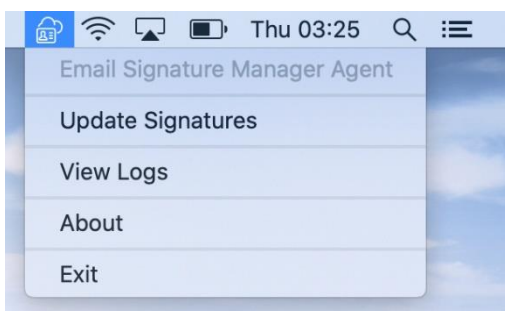 Thu 03:25
Email Signature Manager Agent
Update Signatures
View Logs
About
Exit